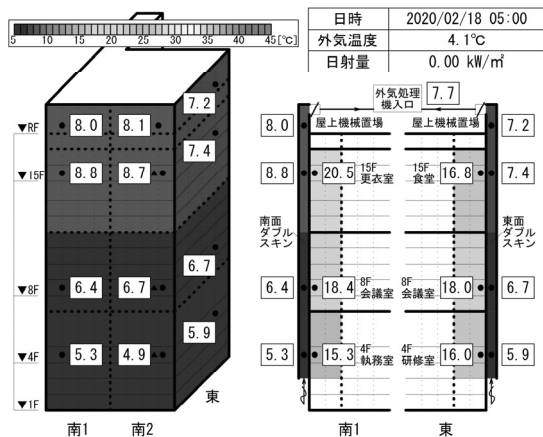 5 10 15 20 25 30 35 40 45[℃]
日時 2020/02/18 05:00
外気温度 4.1℃
日射量 0.00 kW/㎡
外気処理
機入口
7.7
▼RF
▼15F
▼8F
▼4F
▼1F
8.0 8.1 7.2
8.8 8.7 7.4
6.4 6.7 6.7
5.3 4.9 5.9
南1 南2 東
8.0 屋上機械置場 屋上機械置場 7.2
8.8 20.5 15F
更衣室
15F
食堂
16.8 7.4
南面
ダブル
スキン
東面
ダブル
スキン
6.4 18.4 8F
会議室
8F
会議室
18.0 6.7
5.3 15.3 4F
執務室
4F
研修室
16.0 5.9
南1 東